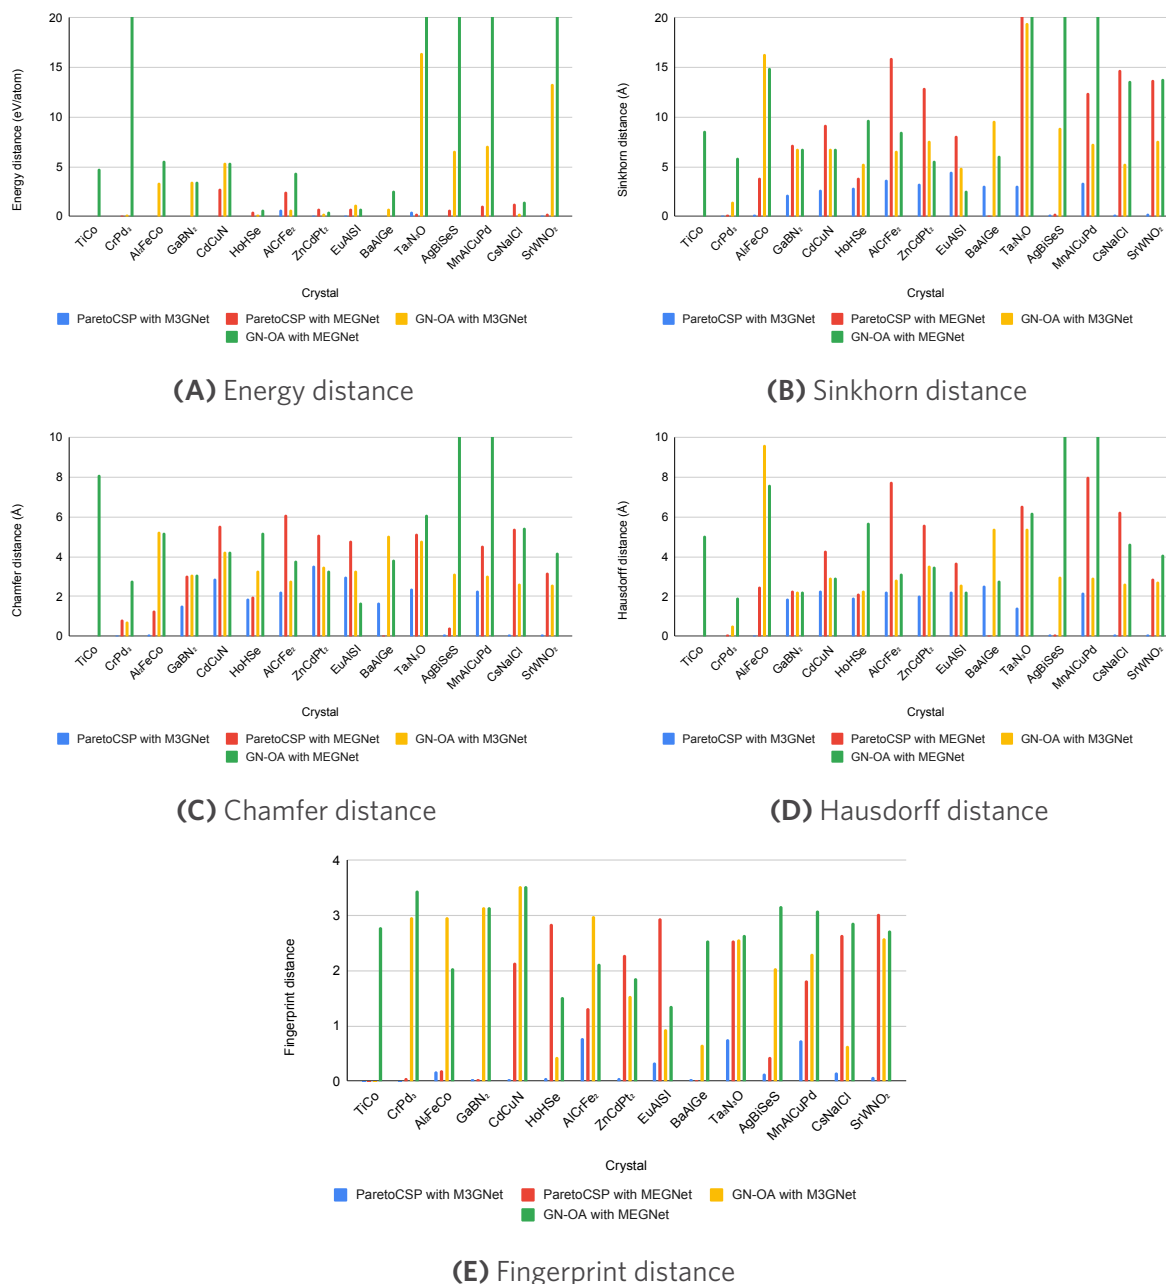 20
15
10
5
0
Energy distance (eV/atom)
TiCo
CrPd₃
Al₂FeCo
GaBN₂
CdCuN
HoHSe
AlCrFe₂
ZnCdPt₂
EuAlSI
BaAlGe
Ta₂N₂O
AgBiSeS
MnAlCuPd
CsNaICl
SrWNO₂
Crystal
ParetoCSP with M3GNet ParetoCSP with MEGNet GN-OA with M3GNet
GN-OA with MEGNet
(A) Energy distance
20
15
10
5
0
Sinkhorn distance (Å)
TiCo
CrPd₃
Al₂FeCo
GaBN₂
CdCuN
HoHSe
AlCrFe₂
ZnCdPt₂
EuAlSI
BaAlGe
Ta₂N₂O
AgBiSeS
MnAlCuPd
CsNaICl
SrWNO₂
Crystal
ParetoCSP with M3GNet ParetoCSP with MEGNet GN-OA with M3GNet
GN-OA with MEGNet
(B) Sinkhorn distance
10
8
6
4
2
0
Chamfer distance (Å)
TiCo
CrPd₃
Al₂FeCo
GaBN₂
CdCuN
HoHSe
AlCrFe₂
ZnCdPt₂
EuAlSI
BaAlGe
Ta₂N₂O
AgBiSeS
MnAlCuPd
CsNaICl
SrWNO₂
Crystal
ParetoCSP with M3GNet ParetoCSP with MEGNet GN-OA with M3GNet
GN-OA with MEGNet
(C) Chamfer distance
10
8
6
4
2
0
Hausdorff distance (Å)
TiCo
CrPd₃
Al₂FeCo
GaBN₂
CdCuN
HoHSe
AlCrFe₂
ZnCdPt₂
EuAlSI
BaAlGe
Ta₂N₂O
AgBiSeS
MnAlCuPd
CsNaICl
SrWNO₂
Crystal
ParetoCSP with M3GNet ParetoCSP with MEGNet GN-OA with M3GNet
GN-OA with MEGNet
(D) Hausdorff distance
4
3
2
1
0
Fingerprint distance
TiCo
CrPd₃
Al₂FeCo
GaBN₂
CdCuN
HoHSe
AlCrFe₂
ZnCdPt₂
EuAlSI
BaAlGe
Ta₂N₂O
AgBiSeS
MnAlCuPd
CsNaICl
SrWNO₂
Crystal
ParetoCSP with M3GNet ParetoCSP with MEGNet GN-OA with M3GNet
GN-OA with MEGNet
(E) Fingerprint distance